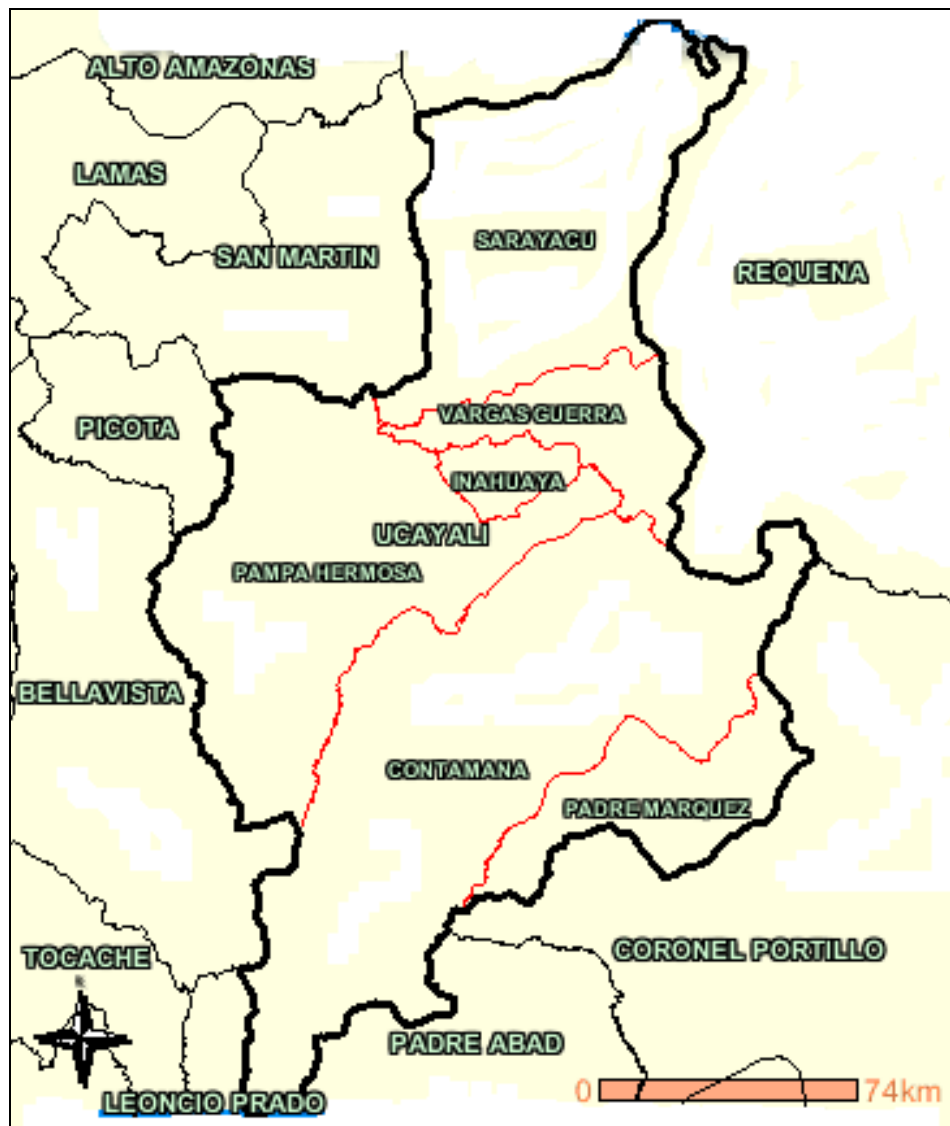 ALTO AMAZONAS
LAMAS
SARAYACU
SAN MARTIN
REQUENA
VARGAS GUERRA
PICOTA
INAHUAYA
UCAYALI
PAMPA HERMOSA
BELLAVISTA
CONTAMANA
PADRE MARQUEZ
TOCACHE
CORONEL PORTILLO
PADRE ABAD
0 74km
LEONCIO PRADO